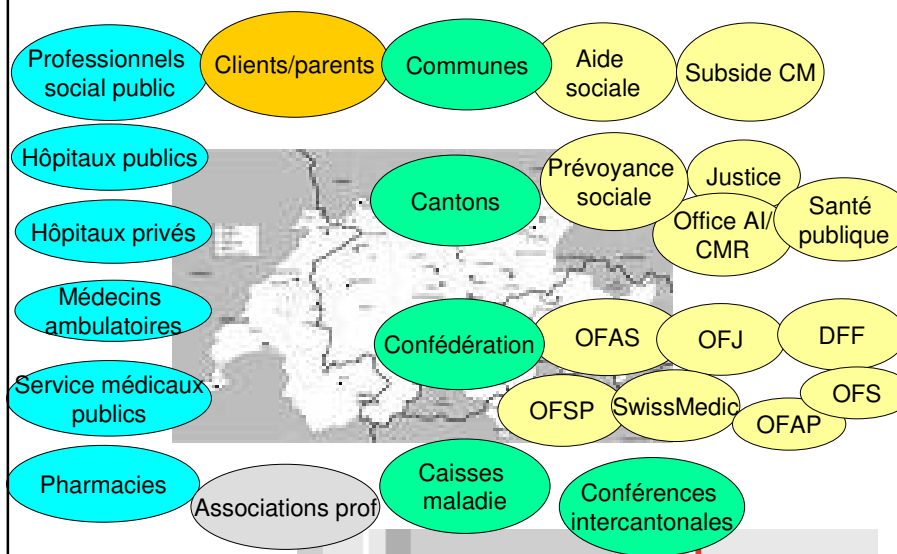 Professionnels
social public
Clients/parents
Communes
Aide
sociale
Subside CM
Hôpitaux publics
Cantons
Prévoyance
sociale
Justice
Office AI/
CMR
Santé
publique
Hôpitaux privés
Médecins
ambulatoires
Confédération
OFAS
OFJ
DFF
Service médicaux
publics
OFSP
SwissMedic
OFAP
OFS
Pharmacies
Associations prof
Caisses
maladie
Conférences
intercantonales